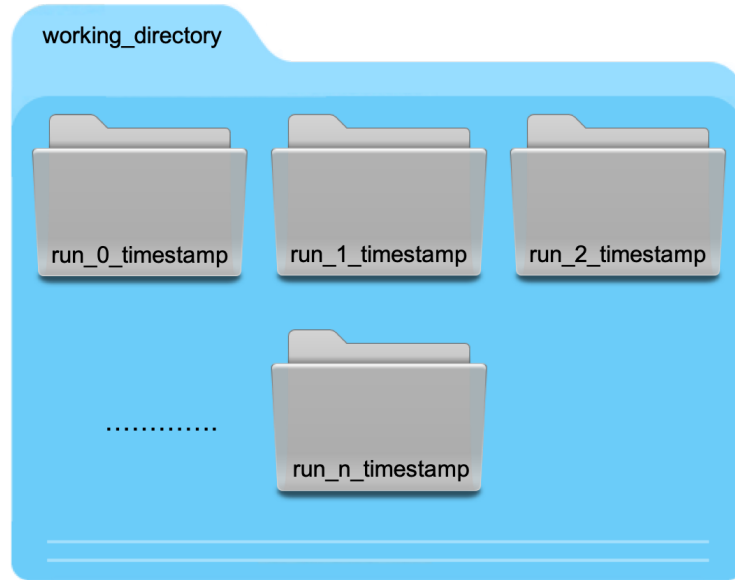 working_directory
run_0_timestamp
run_1_timestamp
run_2_timestamp
.............
run_n_timestamp